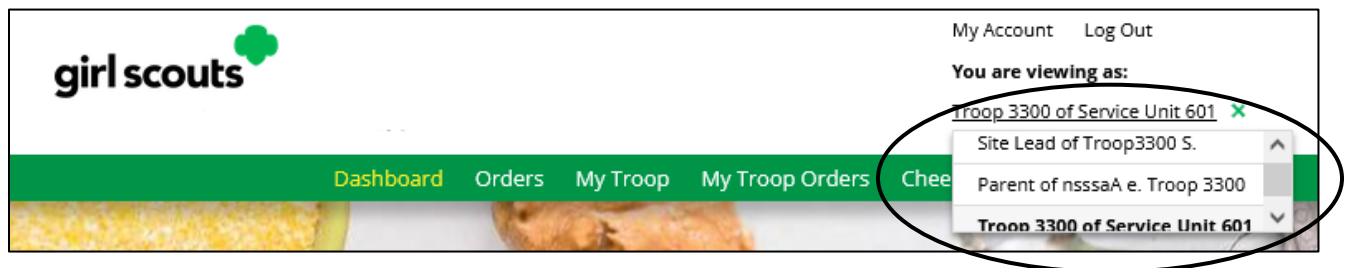 My Account Log Out
girl scouts
You are viewing as:
Troop 3300 of Service Unit 601 ×
Site Lead of Troop3300 S.
Dashboard Orders My Troop My Troop Orders Chee
Parent of nsssaA e. Troop 3300
Troop 3300 of Service Unit 601